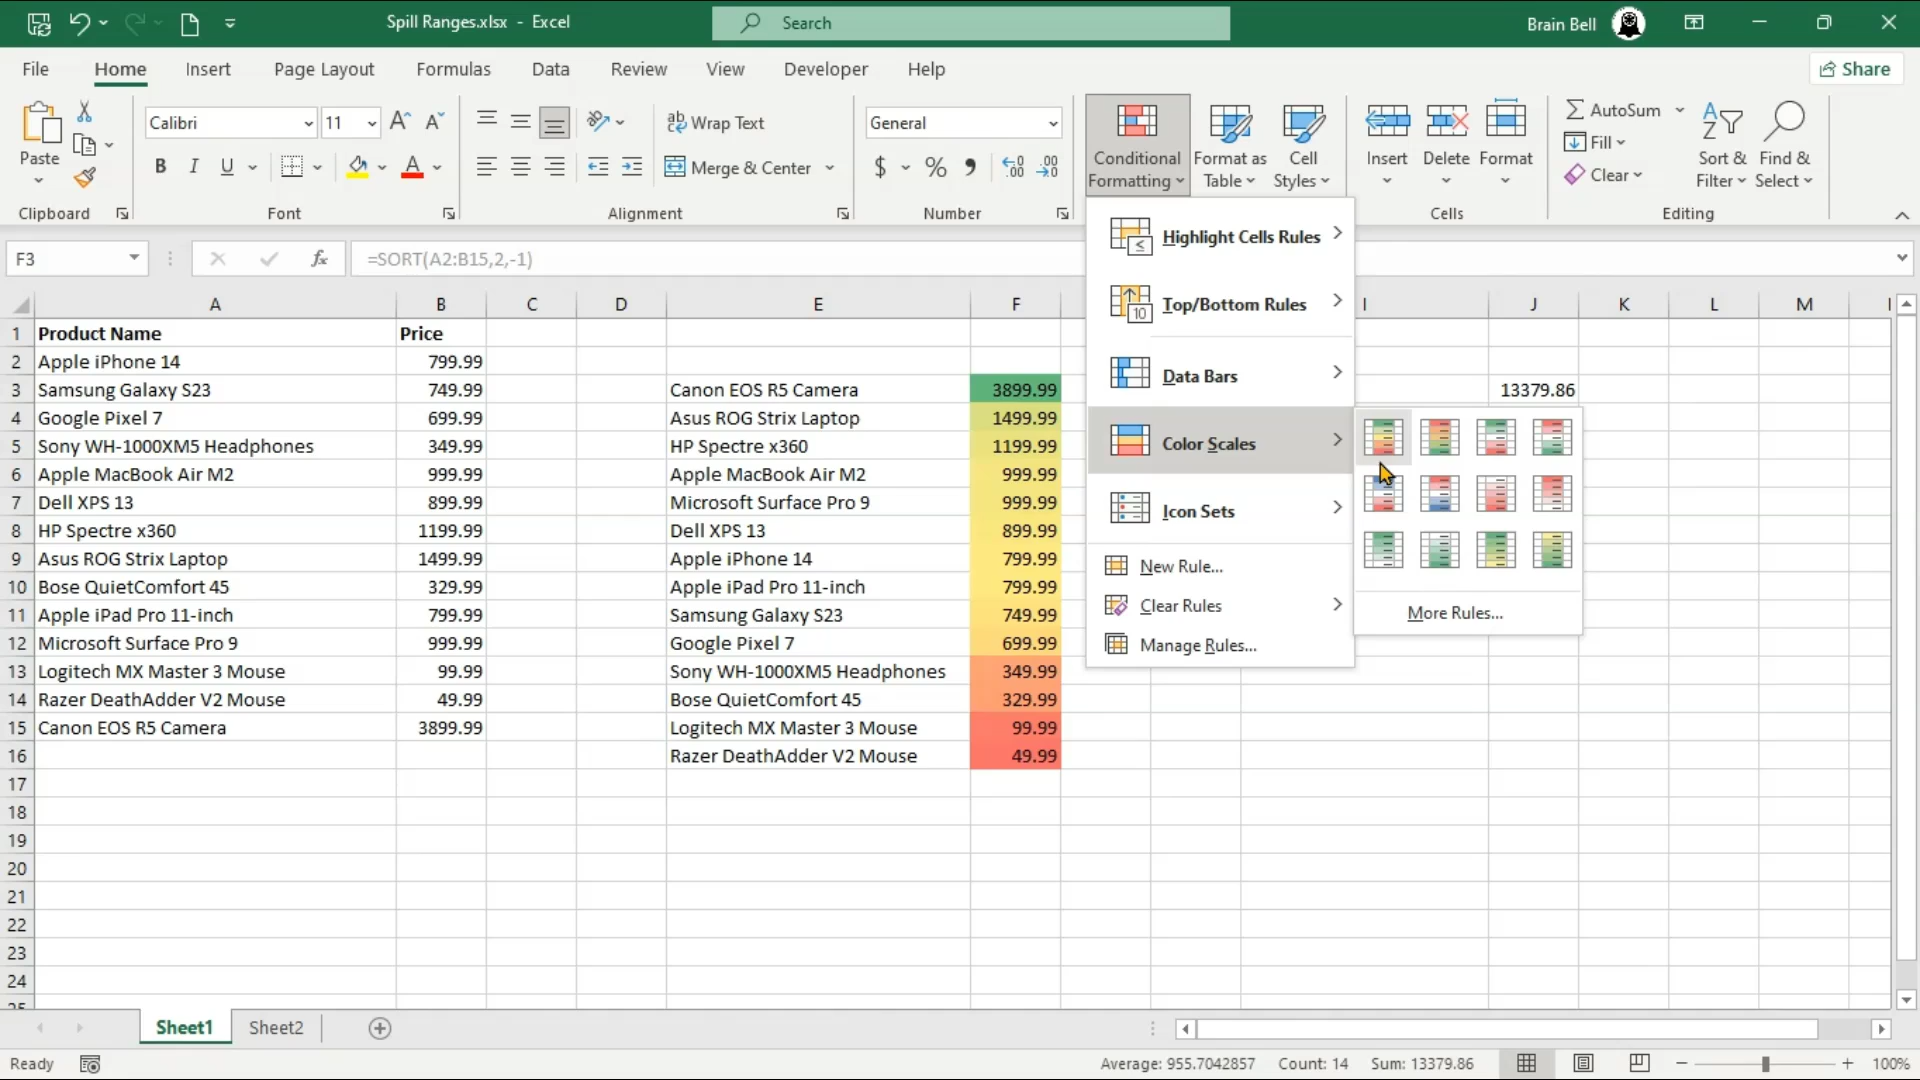 Spill Ranges.xlsx - Excel
Search
Brain Bell
File Home Insert Page Layout Formulas Data Review View Developer Help
Share
Paste
Clipboard
Calibri 11
B I U
Font
Wrap Text
Merge & Center
Alignment
General
$ % ,
Number
Conditional Formatting
Format as Table
Cell Styles
Insert Delete Format
Cells
AutoSum
Fill
Clear
Sort & Filter
Find & Select
Editing
F3 fx =SORT(A2:B15,2,-1)
Highlight Cells Rules
Top/Bottom Rules
Data Bars
Color Scales
Icon Sets
New Rule...
Clear Rules
Manage Rules...
More Rules...
A B C D E F I J K L M
1 Product Name Price
2 Apple iPhone 14 799.99
3 Samsung Galaxy S23 749.99 Canon EOS R5 Camera 3899.99 13379.86
4 Google Pixel 7 699.99 Asus ROG Strix Laptop 1499.99
5 Sony WH-1000XM5 Headphones 349.99 HP Spectre x360 1199.99
6 Apple MacBook Air M2 999.99 Apple MacBook Air M2 999.99
7 Dell XPS 13 899.99 Microsoft Surface Pro 9 999.99
8 HP Spectre x360 1199.99 Dell XPS 13 899.99
9 Asus ROG Strix Laptop 1499.99 Apple iPhone 14 799.99
10 Bose QuietComfort 45 329.99 Apple iPad Pro 11-inch 799.99
11 Apple iPad Pro 11-inch 799.99 Samsung Galaxy S23 749.99
12 Microsoft Surface Pro 9 999.99 Google Pixel 7 699.99
13 Logitech MX Master 3 Mouse 99.99 Sony WH-1000XM5 Headphones 349.99
14 Razer DeathAdder V2 Mouse 49.99 Bose QuietComfort 45 329.99
15 Canon EOS R5 Camera 3899.99 Logitech MX Master 3 Mouse 99.99
16 Razer DeathAdder V2 Mouse 49.99
17
18
19
20
21
22
23
24
25
Sheet1 Sheet2
Ready Average: 955.7042857 Count: 14 Sum: 13379.86 100%